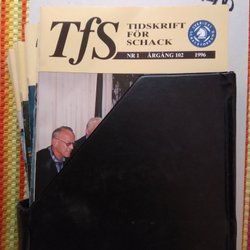 TfS
TIDSKRIFT
FÖR
SCHACK
NR 1 ÅRGÅNG 102 1996